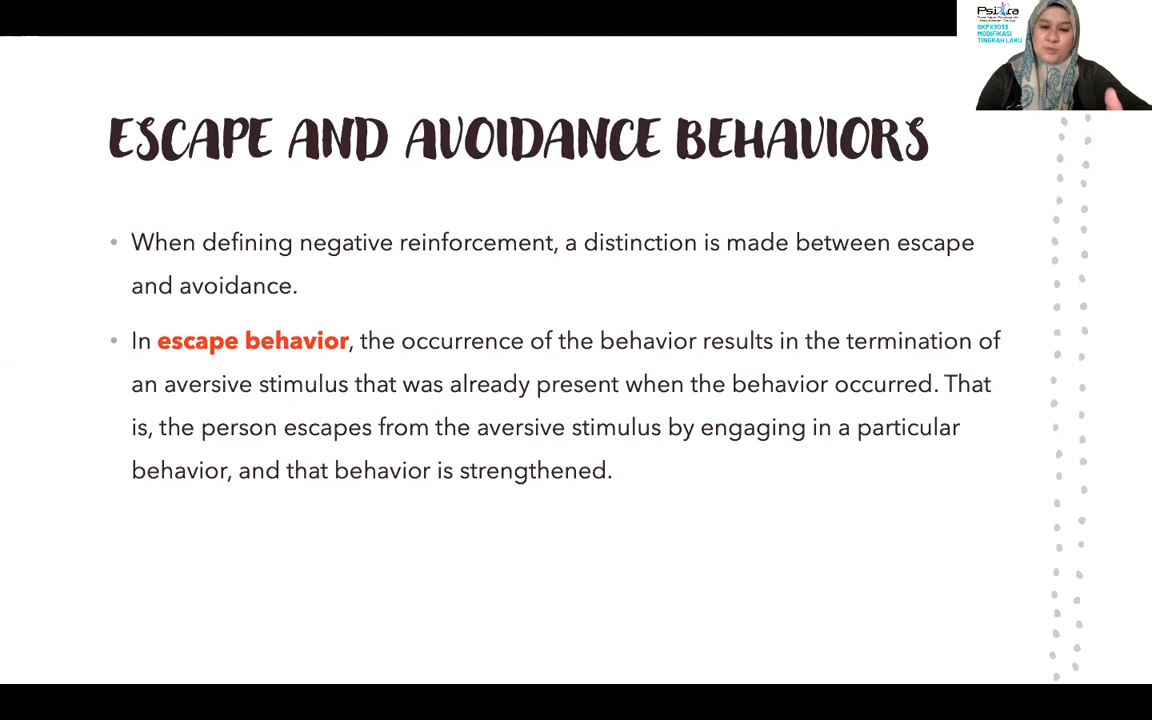 Psitra
SKPX3033
MODIFIKASI
TINGKAH LAKU
ESCAPE AND AVOIDANCE BEHAVIORS
• When defining negative reinforcement, a distinction is made between escape
and avoidance.
• In escape behavior, the occurrence of the behavior results in the termination of
an aversive stimulus that was already present when the behavior occurred. That
is, the person escapes from the aversive stimulus by engaging in a particular
behavior, and that behavior is strengthened.